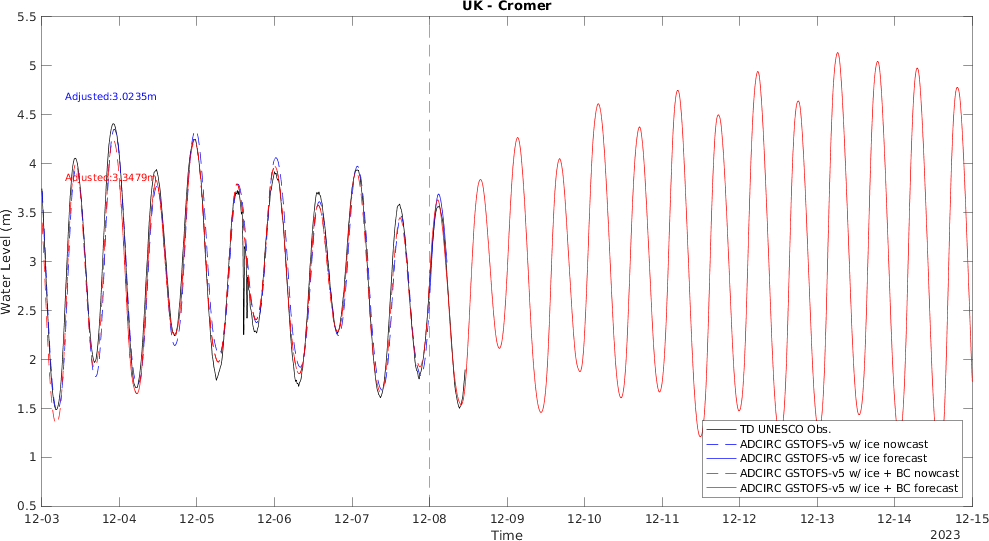 UK - Cromer
5.5
5
4.5
4
3.5
3
2.5
2
1.5
1
0.5
Water Level (m)
Adjusted:3.0235m
Adjusted:3.3479m
TD UNESCO Obs.
ADCIRC GSTOFS-v5 w/ ice nowcast
ADCIRC GSTOFS-v5 w/ ice forecast
ADCIRC GSTOFS-v5 w/ ice + BC nowcast
ADCIRC GSTOFS-v5 w/ ice + BC forecast
12-03 12-04 12-05 12-06 12-07 12-08 12-09 12-10 12-11 12-12 12-13 12-14 12-15
Time
2023